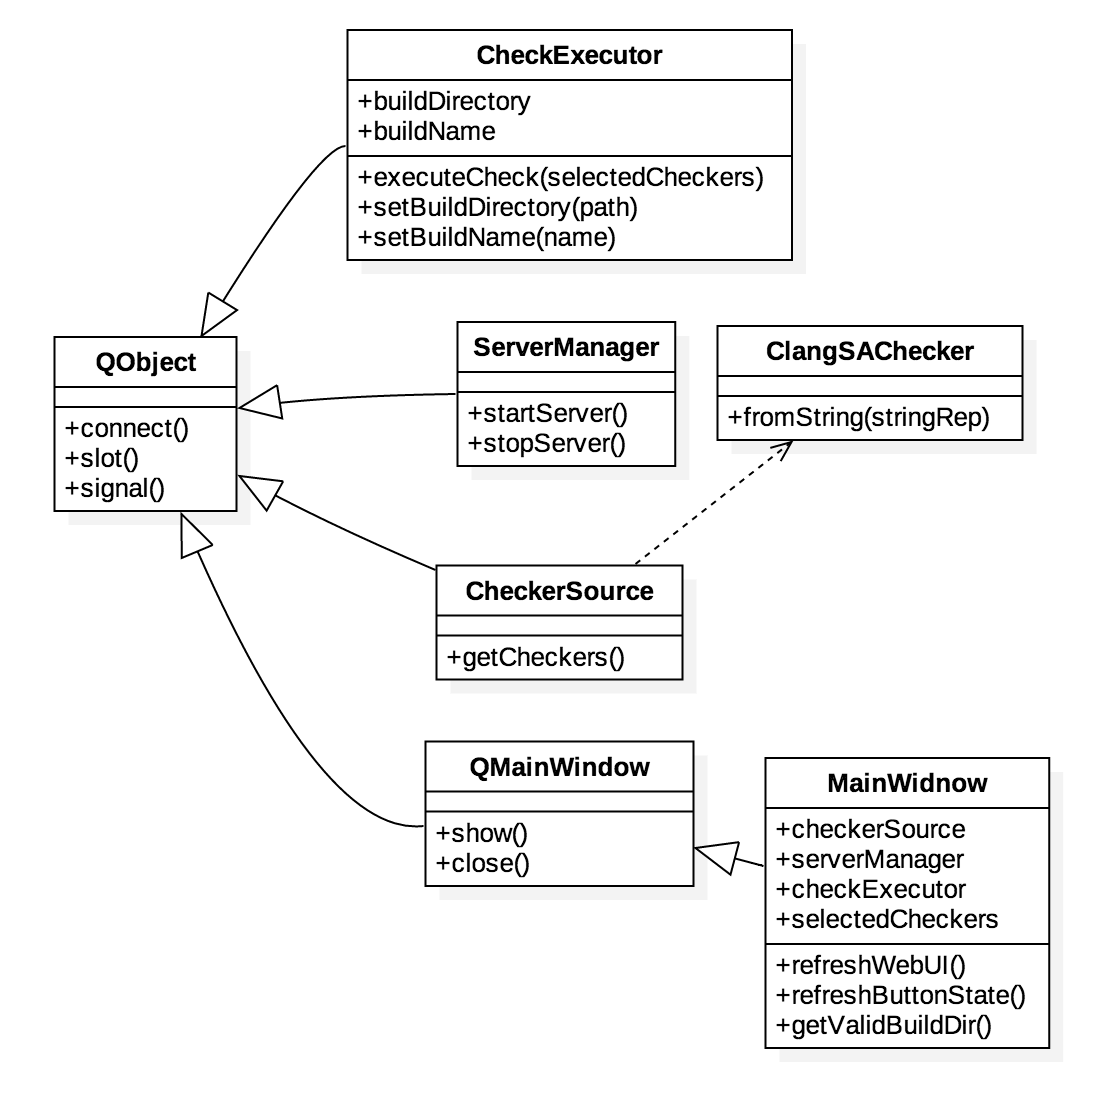 CheckExecutor
+buildDirectory
+buildName
+executeCheck(selectedCheckers)
+setBuildDirectory(path)
+setBuildName(name)
QObject
+connect()
+slot()
+signal()
ServerManager
+startServer()
+stopServer()
ClangSAChecker
+fromString(stringRep)
CheckerSource
+getCheckers()
QMainWindow
+show()
+close()
MainWidnow
+checkerSource
+serverManager
+checkExecutor
+selectedCheckers
+refreshWebUI()
+refreshButtonState()
+getValidBuildDir()